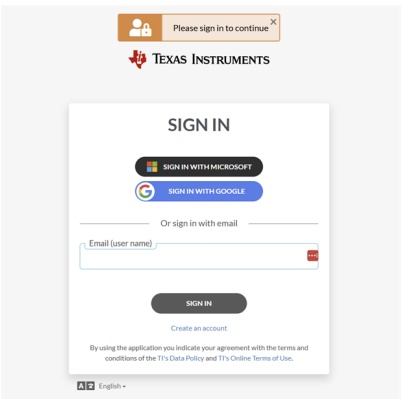 Please sign in to continue
TEXAS INSTRUMENTS
SIGN IN
SIGN IN WITH MICROSOFT
SIGN IN WITH GOOGLE
Or sign in with email
Email (user name)
SIGN IN
Create an account
By using the application you indicate your agreement with the terms and
conditions of the TI's Data Policy and TI's Online Terms of Use.
English